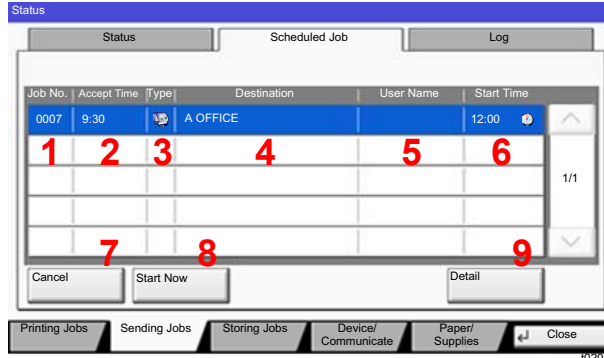 Status
Status Scheduled Job Log
Job No. Accept Time Type Destination User Name Start Time
0007 9:30 A OFFICE 12:00
1 2 3 4 5 6
1/1
7 8 9
Cancel Start Now Detail
Printing Jobs Sending Jobs Storing Jobs Device/
Communicate Paper/
Supplies Close